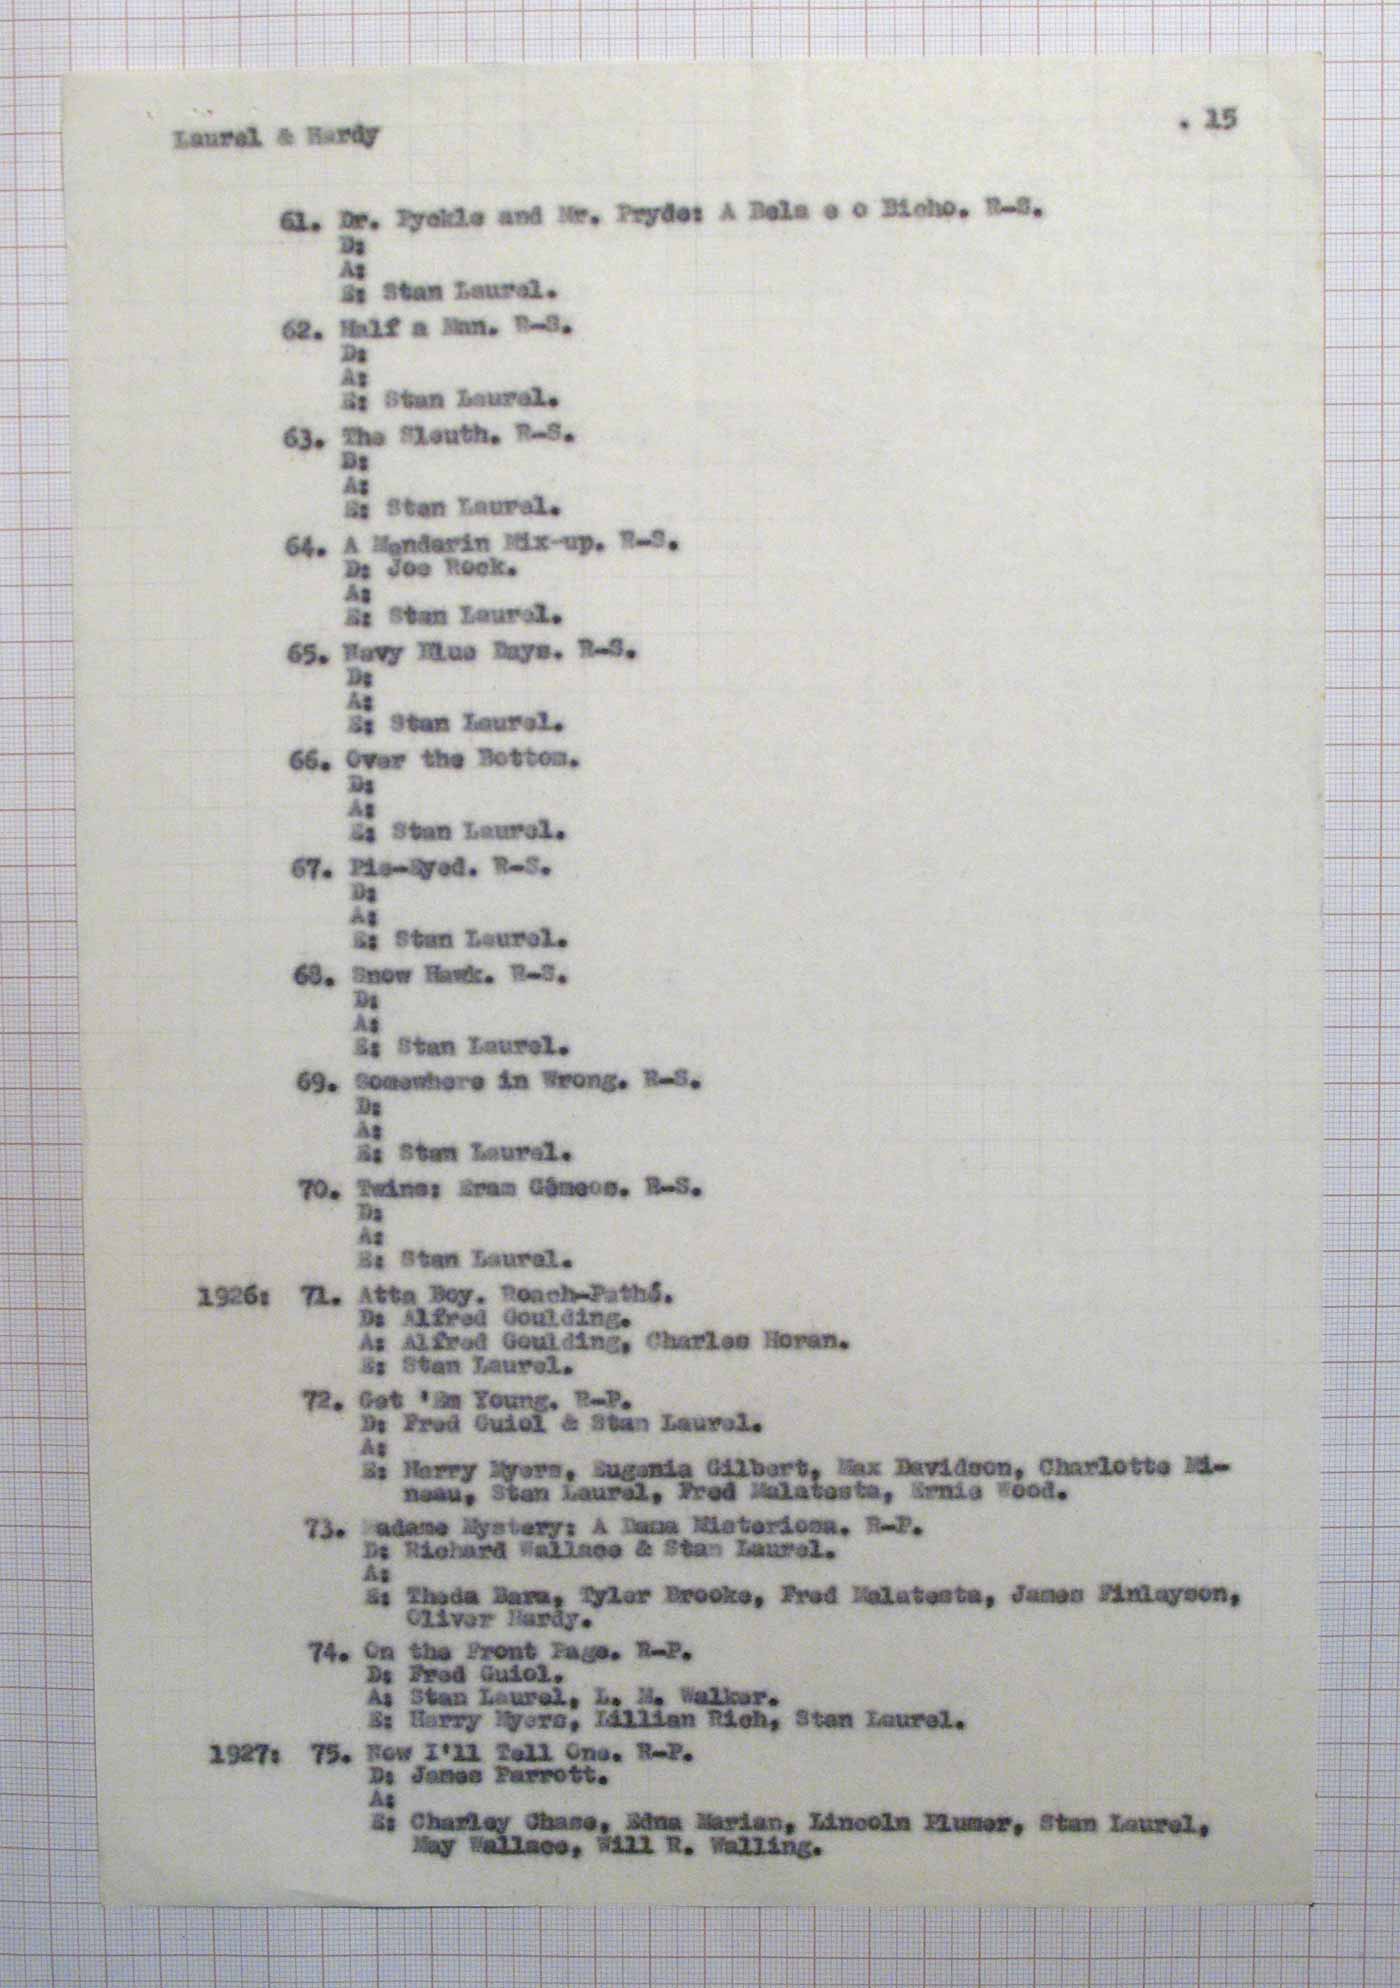 Laurel & Hardy
. 15
61. Dr. Pyckle and Mr. Pryde: A Bela e o Bicho. R-S.
D:
A:
E: Stan Laurel.
62. Half a Man. R-S.
D:
A:
E: Stan Laurel.
63. The Sleuth. R-S.
D:
A:
E: Stan Laurel.
64. A Mandarin Mix-up. R-S.
D: Joe Rock.
A:
E: Stan Laurel.
65. Navy Blue Days. R-S.
D:
A:
E: Stan Laurel.
66. Over the Bottom.
D:
A:
E: Stan Laurel.
67. Pie-Eyed. R-S.
D:
A:
E: Stan Laurel.
68. Snow Hawk. R-S.
D:
A:
E: Stan Laurel.
69. Somewhere in Wrong. R-S.
D:
A:
E: Stan Laurel.
70. Twins: Eram Gémeos. R-S.
D:
A:
E: Stan Laurel.
1926: 71. Atta Boy. Roach-Pathé.
D: Alfred Goulding.
A: Alfred Goulding, Charles Horan.
E: Stan Laurel.
72. Get 'Em Young. R-P.
D: Fred Guiol & Stan Laurel.
A:
E: Harry Myers, Eugenia Gilbert, Max Davidson, Charlotte Mi-
neau, Stan Laurel, Fred Malatesta, Ernie Wood.
73. Madame Mystery: A Dama Misteriosa. R-P.
D: Richard Wallace & Stan Laurel.
A:
E: Theda Bara, Tyler Brooke, Fred Malatesta, James Finlayson,
Oliver Hardy.
74. On the Front Page. R-P.
D: Fred Guiol.
A: Stan Laurel, L. M. Walker.
E: Harry Myers, Lillian Rich, Stan Laurel.
1927: 75. Now I'll Tell One. R-P.
D: James Parrott.
A:
E: Charley Chase, Edna Marian, Lincoln Plumer, Stan Laurel,
May Wallace, Will R. Walling.